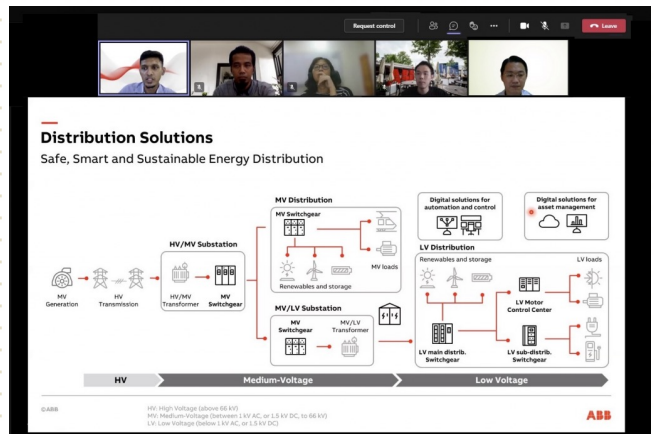 Request control
Leave
Distribution Solutions
Safe, Smart and Sustainable Energy Distribution
MV Distribution
MV Switchgear
Renewables and storage
MV loads
Digital solutions for
automation and control
Digital solutions for
asset management
HV/MV Substation
HV/MV
Transformer
MV
Switchgear
MV
Generation
HV
Transmission
MV/LV Substation
MV
Switchgear
MV/LV
Transformer
LV Distribution
Renewables and storage
LV loads
LV Motor
Control Center
LV main distrib.
Switchgear
LV sub-distrib.
Switchgear
HV
Medium-Voltage
Low Voltage
©ABB
HV: High Voltage (above 66 kV)
MV: Medium-Voltage (between 1 kV AC, or 1,5 kV DC, to 66 kV)
LV: Low Voltage (below 1 kV AC, or 1,5 kV DC)
ABB